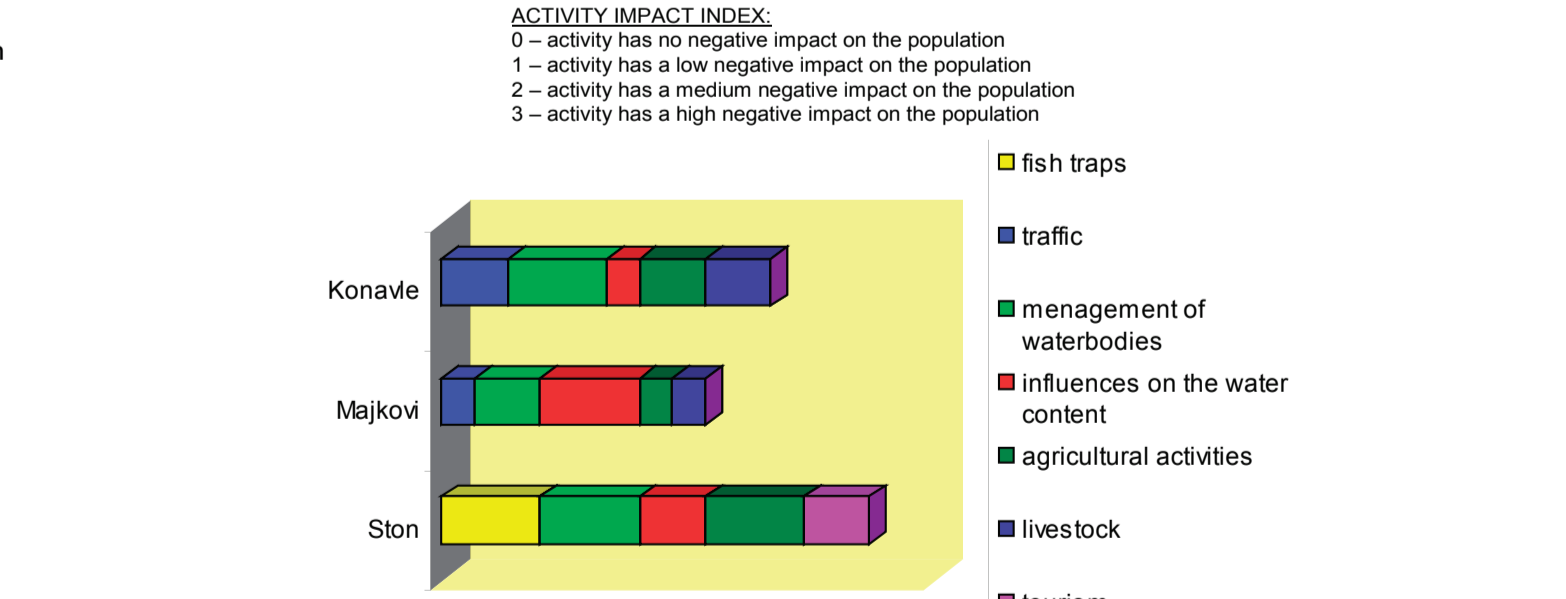 ACTIVITY IMPACT INDEX:
0 – activity has no negative impact on the population
1 – activity has a low negative impact on the population
2 – activity has a medium negative impact on the population
3 – activity has a high negative impact on the population
fish traps
traffic
Konavle
menagement of
waterbodies
influences on the water
content
Majkovi
agricultural activities
Ston
livestock